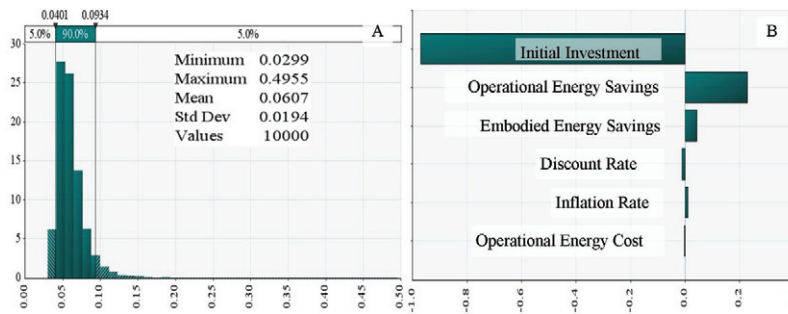 0.0401 0.0934
5.0% 90.0% 5.0%
A
30
25
20
15
10
5
0
Minimum 0.0299
Maximum 0.4955
Mean 0.0607
Std Dev 0.0194
Values 10000
0.00 0.05 0.10 0.15 0.20 0.25 0.30 0.35 0.40 0.45 0.50
B
Initial Investment
Operational Energy Savings
Embodied Energy Savings
Discount Rate
Inflation Rate
Operational Energy Cost
-1.0 -0.8 -0.6 -0.4 -0.2 0.0 0.2